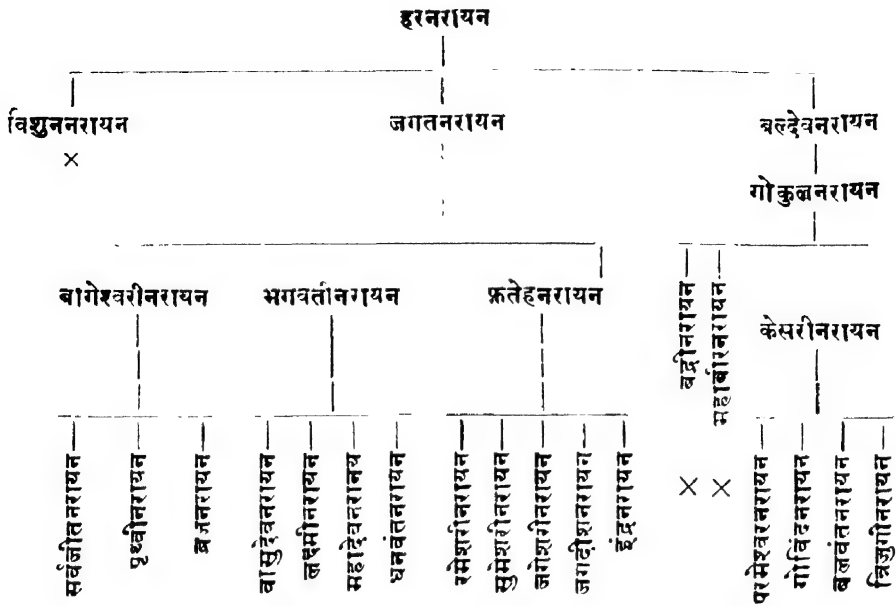 हरनरायन
विशुननरायन
जगतनरायन
बल्देवनरायन
गोकुलनरायन
बागेश्वरीनरायन
भगवतीनरायन
फ़तेहनरायन
बद्रीनरायन
महाबीरनरायन
केसरीनरायन
सर्वजीतनरायन
पृथ्वीनरायन
ब्रजनरायन
वासुदेवनरायन
लक्ष्मीनरायन
महादेवनरानय
धनवंतनरायन
रमेशरीनरायन
सुमेशरीनरायन
जगेशरीनरायन
जगदीशनरायन
इंद्रनरायन
परमेश्वरनरायन
गोविंदनरायन
बलवंतनरायन
त्रिजुगीनरायन